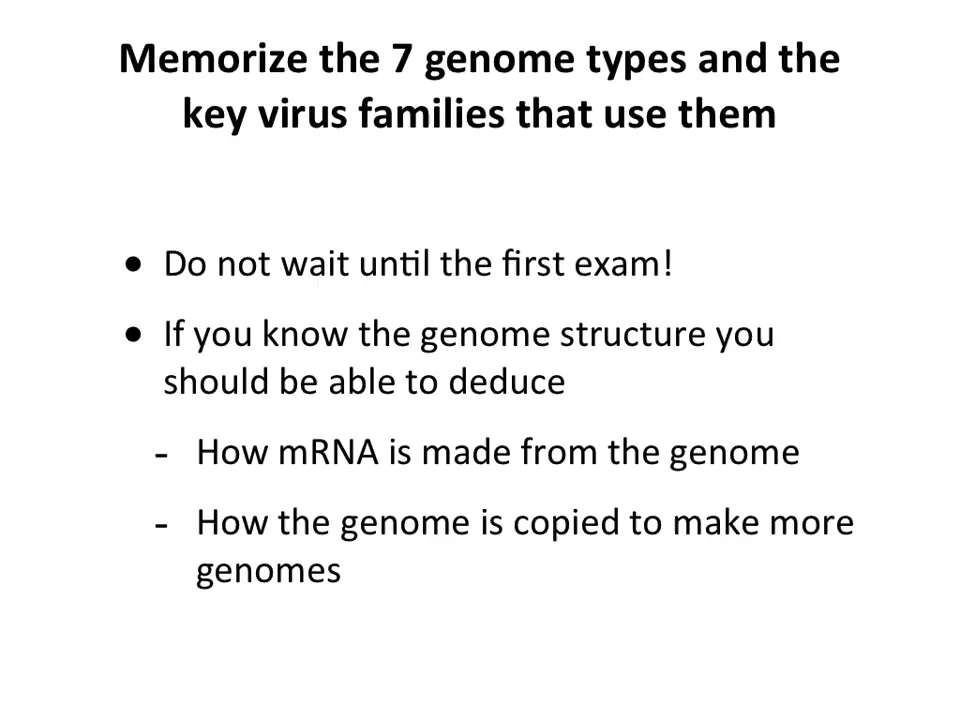 Memorize the 7 genome types and the
key virus families that use them
• Do not wait until the first exam!
• If you know the genome structure you
should be able to deduce
- How mRNA is made from the genome
- How the genome is copied to make more
genomes